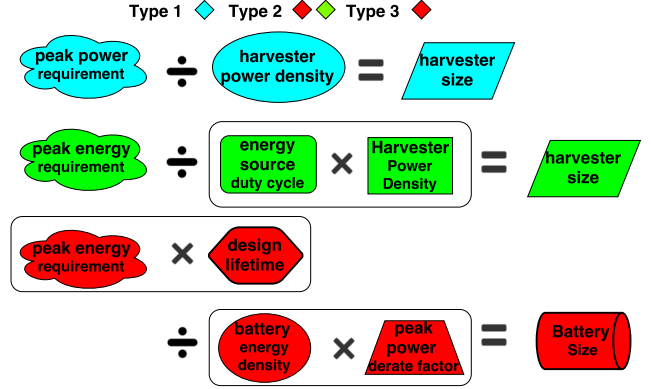 Type 1 Type 2 Type 3
peak power
requirement
÷
harvester
power density
=
harvester
size
peak energy
requirement
÷
energy
source
duty cycle
×
Harvester
Power
Density
=
harvester
size
peak energy
requirement
×
design
lifetime
÷
battery
energy
density
×
peak
power
derate factor
=
Battery
Size